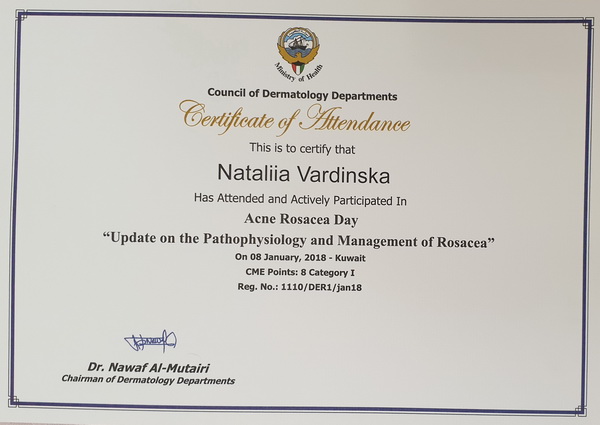 Ministry of Health
Council of Dermatology Departments
Certificate of Attendance
This is to certify that
Nataliia Vardinska
Has Attended and Actively Participated In
Acne Rosacea Day
“Update on the Pathophysiology and Management of Rosacea”
On 08 January, 2018 - Kuwait
CME Points: 8 Category I
Reg. No.: 1110/DER1/jan18
Dr. Nawaf Al-Mutairi
Chairman of Dermatology Departments